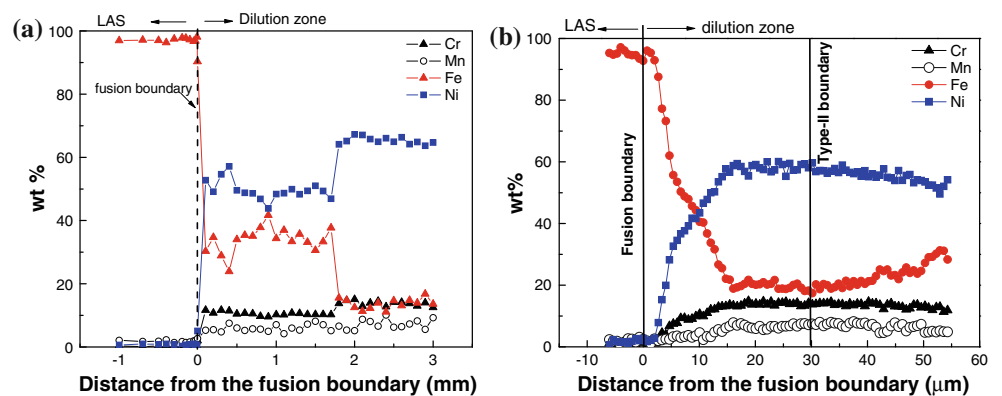 (a)
LAS
Dilution zone
100
80
60
40
20
0
wt %
fusion boundary
Cr
Mn
Fe
Ni
-1
0
1
2
3
Distance from the fusion boundary (mm)
(b)
LAS
dilution zone
100
80
60
40
20
0
wt%
Fusion boundary
Type-II boundary
Cr
Mn
Fe
Ni
-10
0
10
20
30
40
50
60
Distance from the fusion boundary (μm)